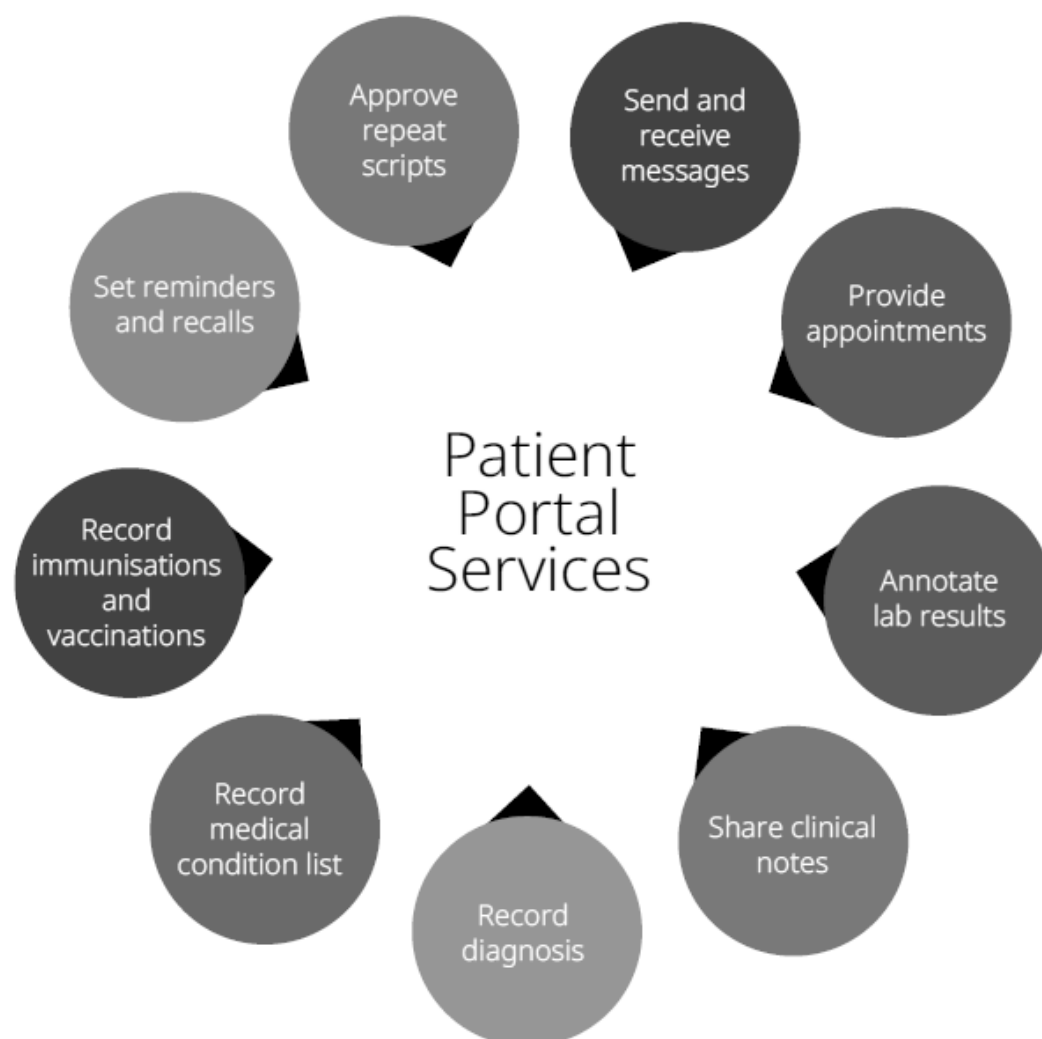 Approve
repeat
scripts
Send and
receive
messages
Set reminders
and recalls
Provide
appointments
Patient
Portal
Services
Record
immunisations
and
vaccinations
Annotate
lab results
Record
medical
condition list
Share clinical
notes
Record
diagnosis